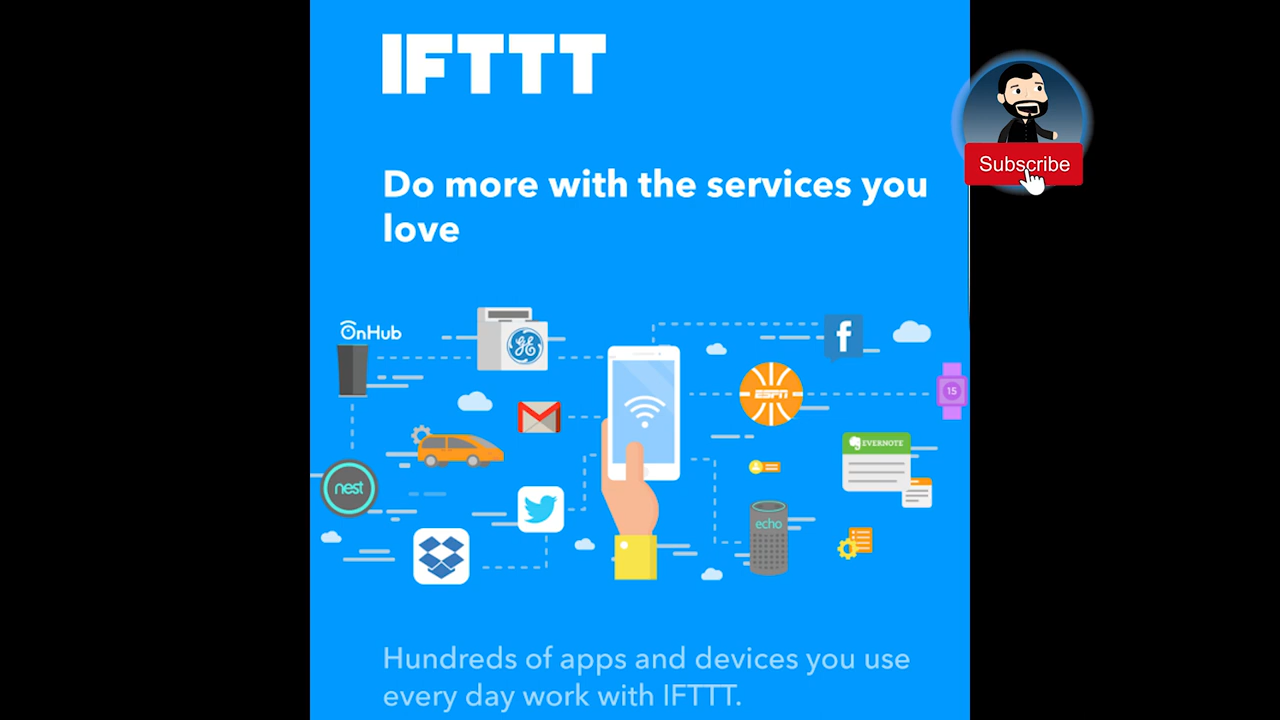 IFTTT
Subscribe
Do more with the services you
love
OnHub
GE
f
ESPN
15
EVERNOTE
nest
echo
Hundreds of apps and devices you use
every day work with IFTTT.